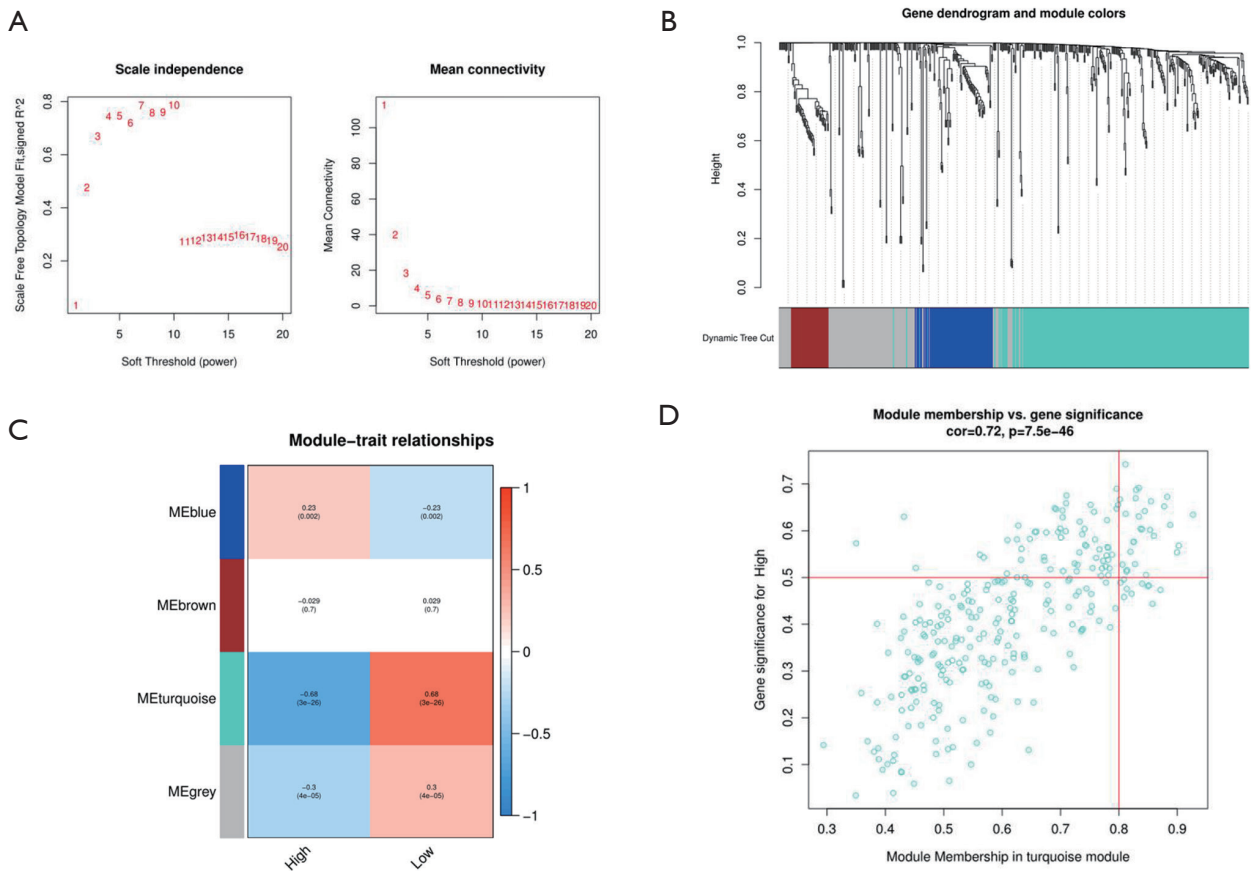 A
Scale independence
Scale Free Topology Model Fit,signed R^2
0.8
0.6
0.4
0.2
1
2
3
4
5
6
7
8
9
10
11 12 13 14 15 16 17 18 19 20
5 10 15 20
Soft Threshold (power)
Mean connectivity
Mean Connectivity
100
80
60
40
20
0
1
2
3
4
5
6
7
8
9
10 11 12 13 14 15 16 17 18 19 20
5 10 15 20
Soft Threshold (power)
B
Gene dendrogram and module colors
Height
1.0
0.8
0.6
0.4
0.2
0.0
Dynamic Tree Cut
C
Module−trait relationships
MEblue
0.23
(0.002)
−0.23
(0.002)
MEbrown
−0.029
(0.7)
0.029
(0.7)
MEturquoise
−0.68
(3e−26)
0.68
(3e−26)
MEgrey
−0.3
(4e−05)
0.3
(4e−05)
High
Low
1
0.5
0
−0.5
−1
D
Module membership vs. gene significance
cor=0.72, p=7.5e−46
Gene significance for High
0.7
0.6
0.5
0.4
0.3
0.2
0.1
0.3 0.4 0.5 0.6 0.7 0.8 0.9
Module Membership in turquoise module